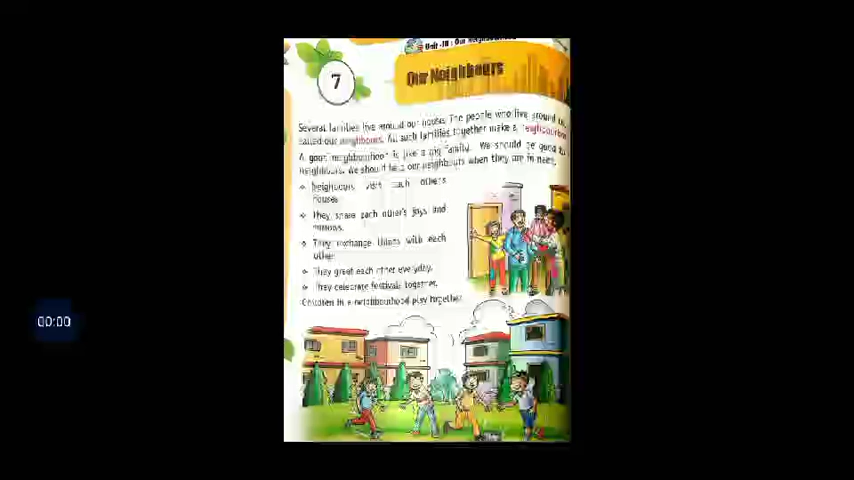 Unit - III : Our Neighbourhood
7
Our Neighbours
Several families live around our house. The people who live around us
called our neighbours. All such families together make a neighbourhood.
A good neighbourhood is like a big family. We should be good to
neighbours. We should help our neighbours when they are in need.
Neighbours visit each other's
houses.
They share each other's joys and
sorrows.
They exchange things with each
other.
They greet each other everyday.
They celebrate festivals together.
Children in a neighbourhood play together.
00:00